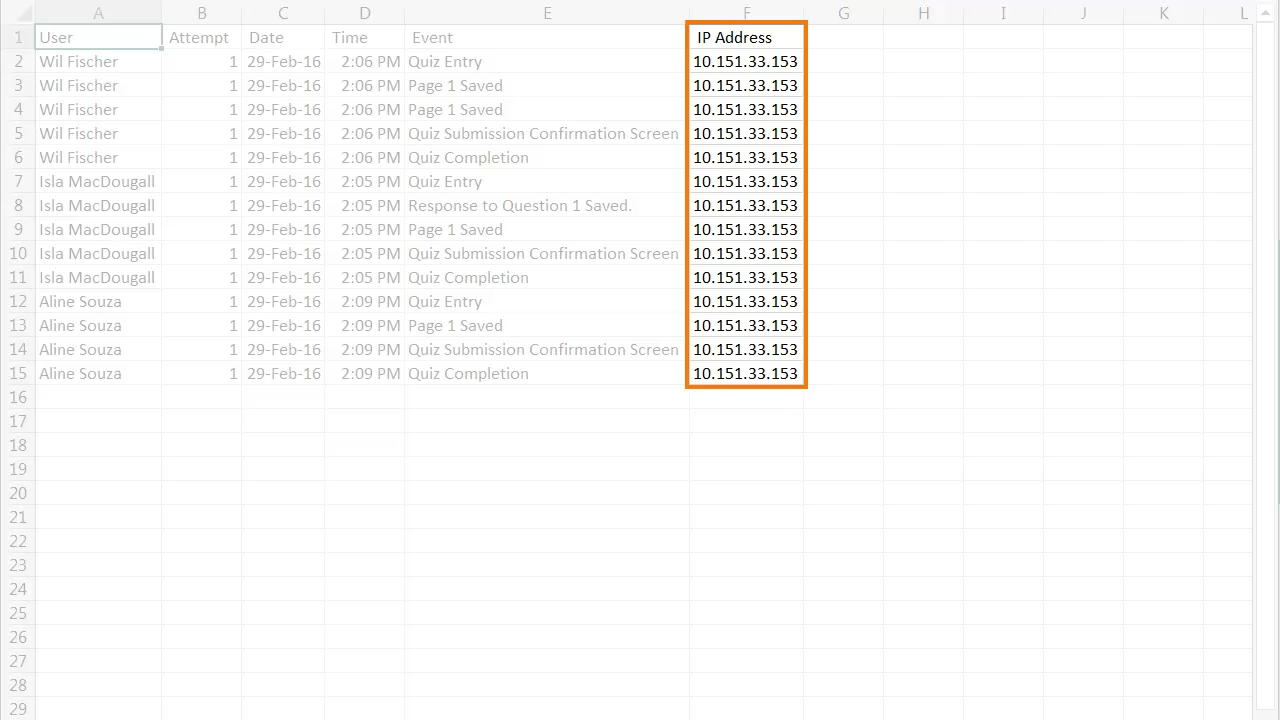 A B C D E F G H I J K L
1 User Attempt Date Time Event IP Address
2 Wil Fischer 1 29-Feb-16 2:06 PM Quiz Entry 10.151.33.153
3 Wil Fischer 1 29-Feb-16 2:06 PM Page 1 Saved 10.151.33.153
4 Wil Fischer 1 29-Feb-16 2:06 PM Page 1 Saved 10.151.33.153
5 Wil Fischer 1 29-Feb-16 2:06 PM Quiz Submission Confirmation Screen 10.151.33.153
6 Wil Fischer 1 29-Feb-16 2:06 PM Quiz Completion 10.151.33.153
7 Isla MacDougall 1 29-Feb-16 2:05 PM Quiz Entry 10.151.33.153
8 Isla MacDougall 1 29-Feb-16 2:05 PM Response to Question 1 Saved. 10.151.33.153
9 Isla MacDougall 1 29-Feb-16 2:05 PM Page 1 Saved 10.151.33.153
10 Isla MacDougall 1 29-Feb-16 2:05 PM Quiz Submission Confirmation Screen 10.151.33.153
11 Isla MacDougall 1 29-Feb-16 2:05 PM Quiz Completion 10.151.33.153
12 Aline Souza 1 29-Feb-16 2:09 PM Quiz Entry 10.151.33.153
13 Aline Souza 1 29-Feb-16 2:09 PM Page 1 Saved 10.151.33.153
14 Aline Souza 1 29-Feb-16 2:09 PM Quiz Submission Confirmation Screen 10.151.33.153
15 Aline Souza 1 29-Feb-16 2:09 PM Quiz Completion 10.151.33.153
16
17
18
19
20
21
22
23
24
25
26
27
28
29